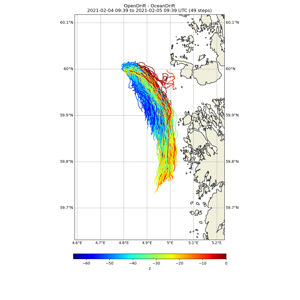 OpenDrift - OceanDrift
2021-02-04 09:39 to 2021-02-05 09:39 UTC (49 steps)
60.1°N 60.1°N
60°N 60°N
59.9°N 59.9°N
59.8°N 59.8°N
59.7°N 59.7°N
4.6°E 4.7°E 4.8°E 4.9°E 5°E 5.1°E 5.2°E
−60 −50 −40 −30 −20 −10 0
z